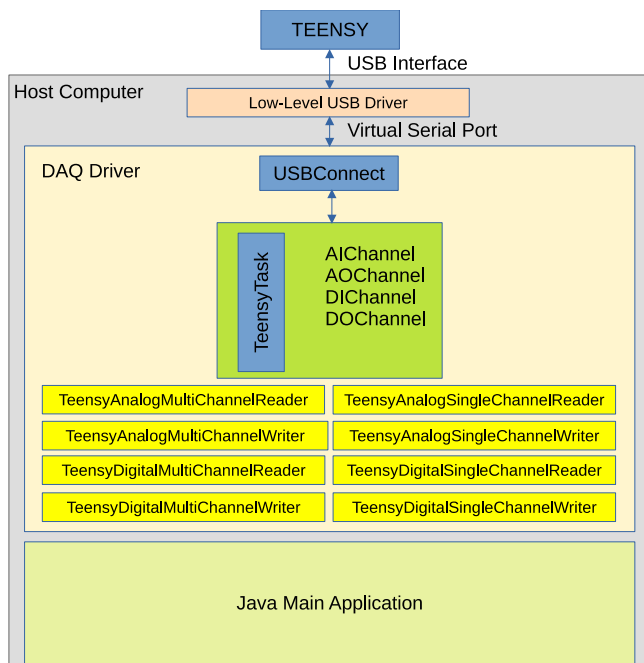 TEENSY
USB Interface
Host Computer
Low-Level USB Driver
Virtual Serial Port
DAQ Driver
USBConnect
TeensyTask
AIChannel
AOChannel
DIChannel
DOChannel
TeensyAnalogMultiChannelReader
TeensyAnalogSingleChannelReader
TeensyAnalogMultiChannelWriter
TeensyAnalogSingleChannelWriter
TeensyDigitalMultiChannelReader
TeensyDigitalSingleChannelReader
TeensyDigitalMultiChannelWriter
TeensyDigitalSingleChannelWriter
Java Main Application